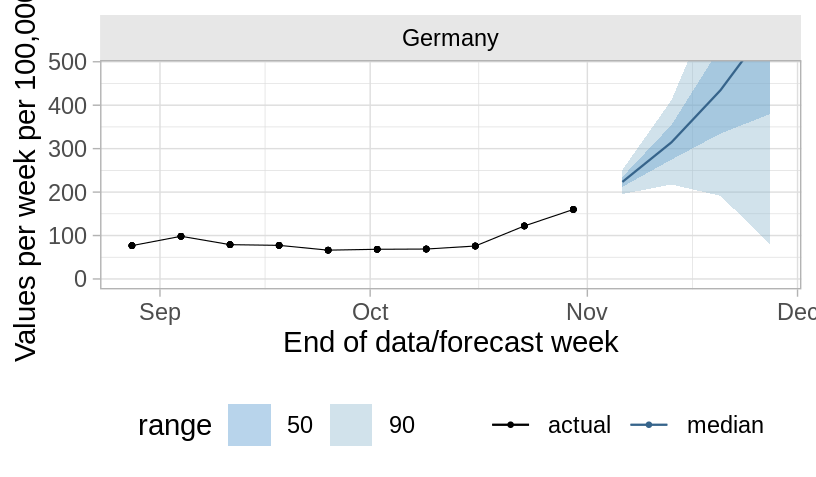 Germany
Values per week per 100,000
500
400
300
200
100
0
Sep Oct Nov Dec
End of data/forecast week
range 50 90 actual median